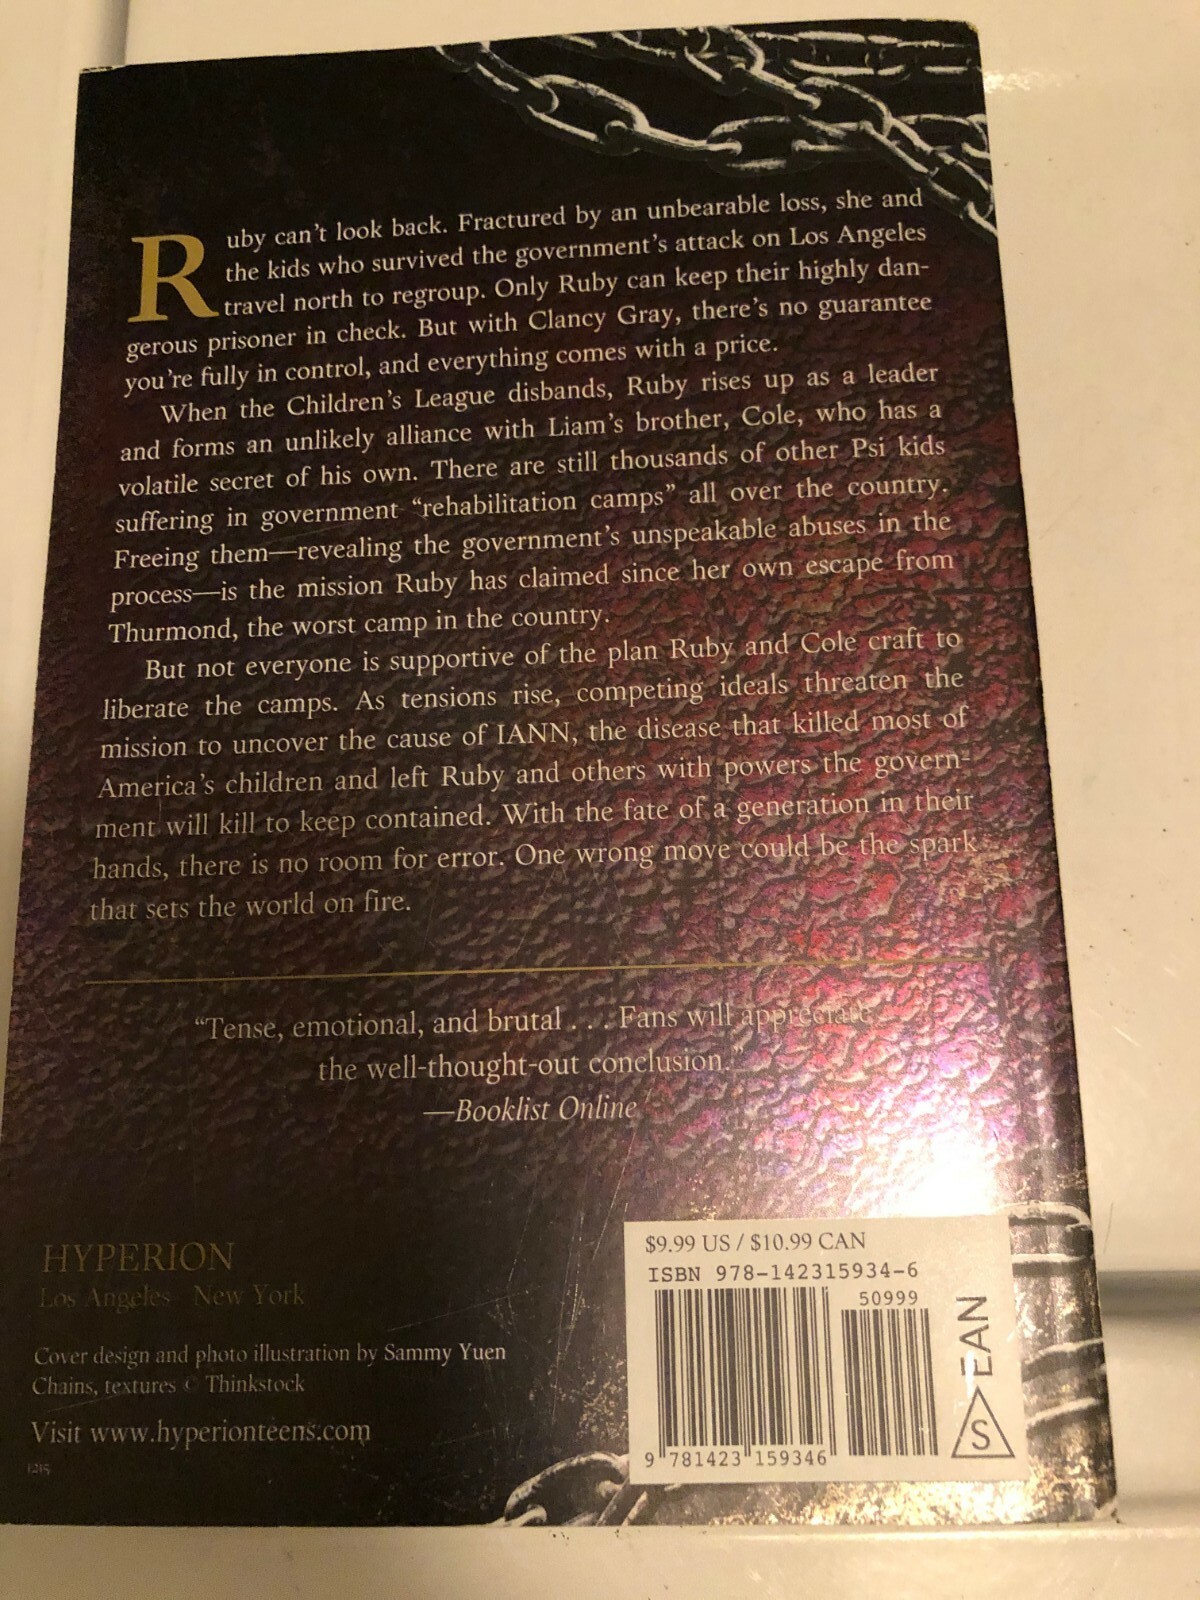 Ruby can't look back. Fractured by an unbearable loss, she and
the kids who survived the government's attack on Los Angeles
travel north to regroup. Only Ruby can keep their highly dan-
gerous prisoner in check. But with Clancy Gray, there's no guarantee
you're fully in control, and everything comes with a price.
When the Children's League disbands, Ruby rises up as a leader
and forms an unlikely alliance with Liam's brother, Cole, who has a
volatile secret of his own. There are still thousands of other Psi kids
suffering in government "rehabilitation camps" all over the country.
Freeing them—revealing the government's unspeakable abuses in the
process—is the mission Ruby has claimed since her own escape from
Thurmond, the worst camp in the country.
But not everyone is supportive of the plan Ruby and Cole craft to
liberate the camps. As tensions rise, competing ideals threaten the
mission to uncover the cause of IANN, the disease that killed most of
America's children and left Ruby and others with powers the govern-
ment will kill to keep contained. With the fate of a generation in their
hands, there is no room for error. One wrong move could be the spark
that sets the world on fire.
"Tense, emotional, and brutal . . . Fans will appreciate
the well-thought-out conclusion."
—Booklist Online
HYPERION
Los Angeles New York
Cover design and photo illustration by Sammy Yuen
Chains, textures © Thinkstock
Visit www.hyperionteens.com
$9.99 US / $10.99 CAN
ISBN 978-142315934-6
50999
9 781423 159346
S EAN